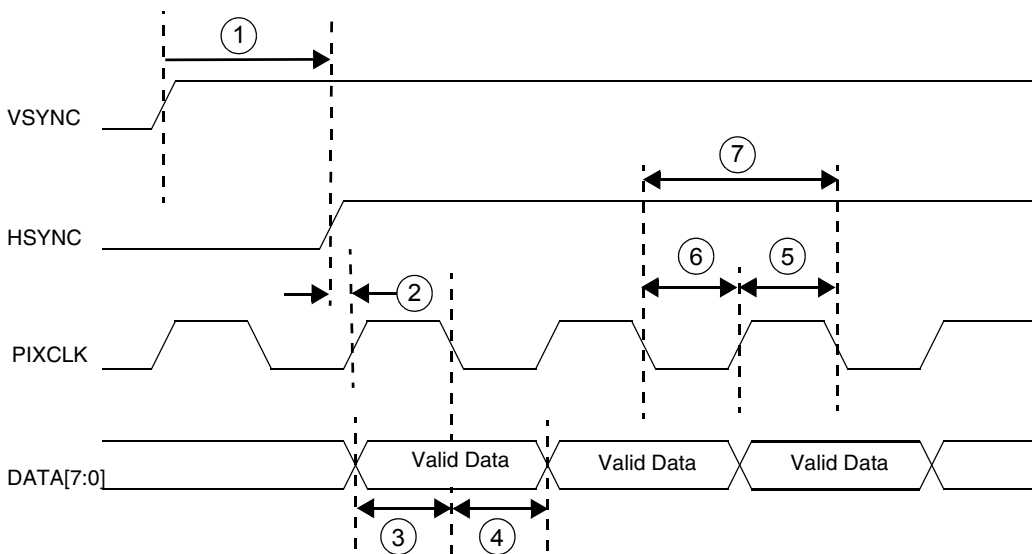 1
VSYNC
7
HSYNC
6
5
2
PIXCLK
DATA[7:0]
Valid Data
Valid Data
Valid Data
3
4